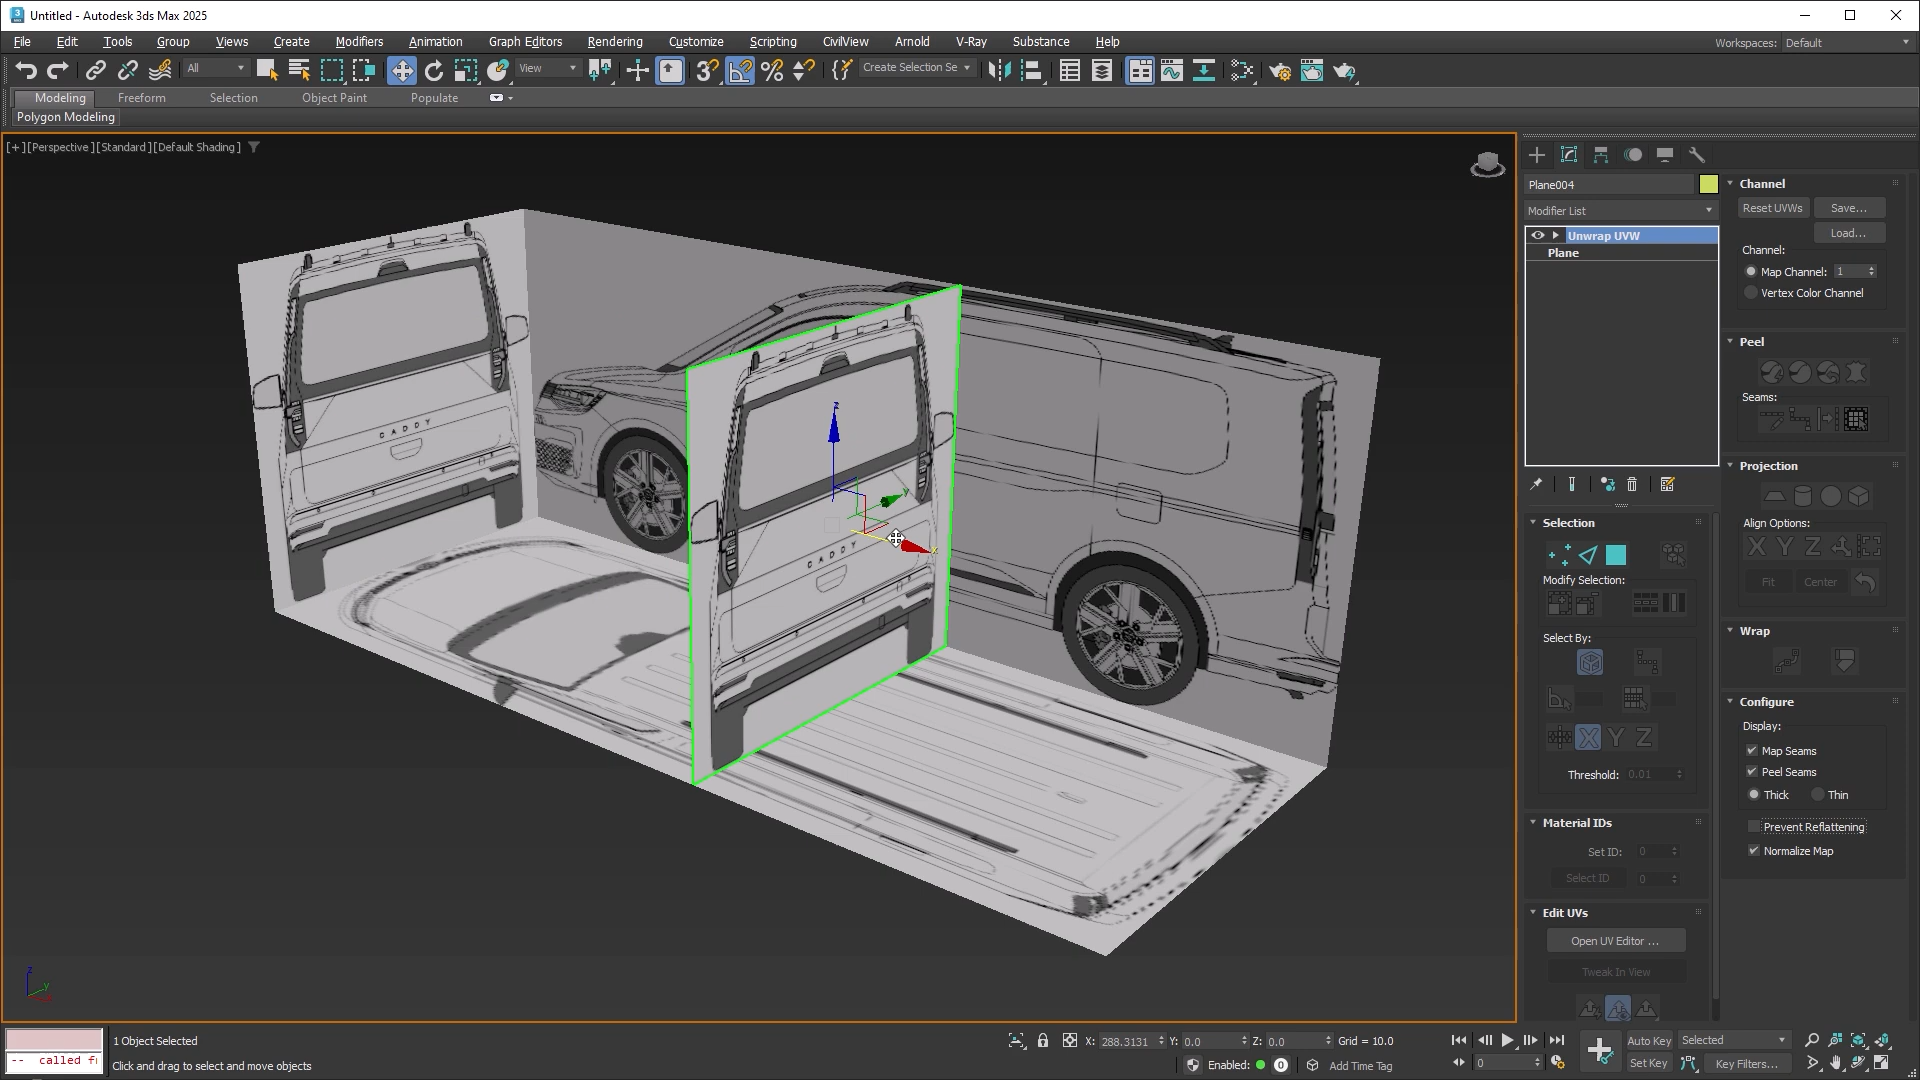 Untitled - Autodesk 3ds Max 2025
File Edit Tools Group Views Create Modifiers Animation Graph Editors Rendering Customize Scripting CivilView Arnold V-Ray Substance Help Workspaces: Default
All View Create Selection Se
Modeling Freeform Selection Object Paint Populate
Polygon Modeling
[+][Perspective][Standard][Default Shading]
Plane004
Modifier List
Unwrap UVW
Plane
Selection
Modify Selection:
Select By:
X Y Z
Threshold: 0.01
Material IDs
Set ID: 0
Select ID 0
Edit UVs
Open UV Editor ...
Tweak In View
Channel
Reset UVWs Save...
Load...
Channel:
Map Channel: 1
Vertex Color Channel
Peel
Seams:
Projection
Align Options:
X Y Z
Fit Center
Wrap
Configure
Display:
Map Seams
Peel Seams
Thick Thin
Prevent Reflattening
Normalize Map
CADDY
CADDY
z
y
x
z
y
-- called f
1 Object Selected
Click and drag to select and move objects
X: 288.3131 Y: 0.0 Z: 0.0 Grid = 10.0
Enabled: 0 Add Time Tag
0
Auto Key Selected
Set Key Key Filters...